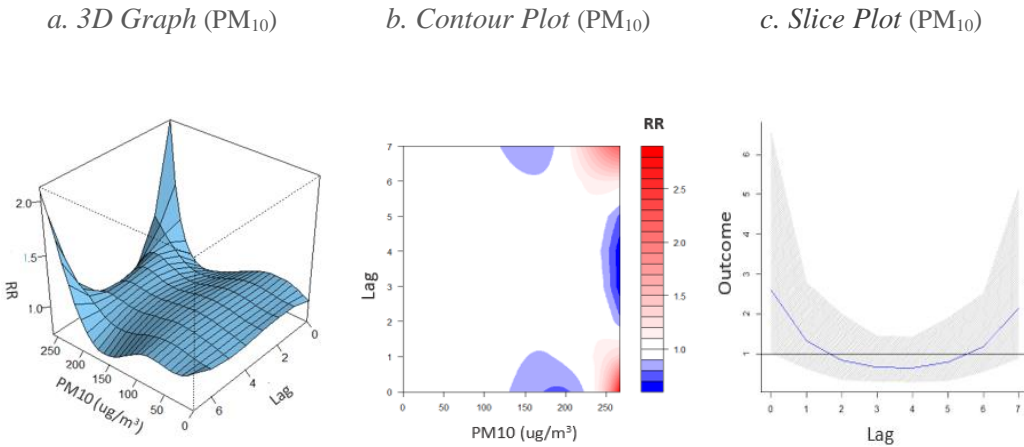 a. 3D Graph (PM₁₀)
b. Contour Plot (PM₁₀)
c. Slice Plot (PM₁₀)
RR
2.0
1.5
1.0
250
200
150
100
50
0
PM10 (ug/m³)
6
4
2
0
Lag
Lag
7
6
5
4
3
2
1
0
0 50 100 150 200 250
PM10 (ug/m³)
RR
2.5
2.0
1.5
1.0
Outcome
6
5
4
3
2
1
0 1 2 3 4 5 6 7
Lag